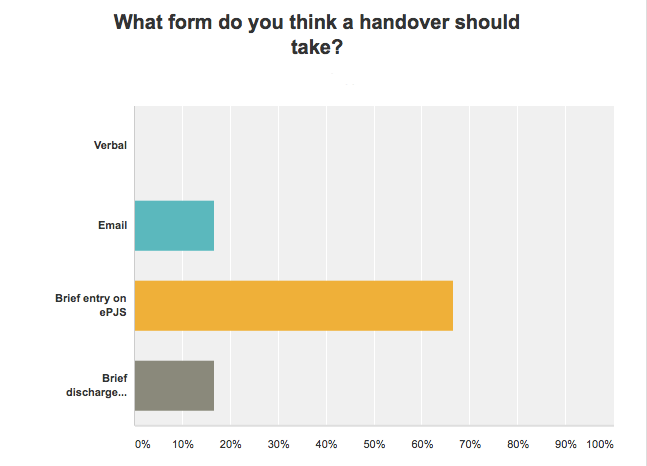 What form do you think a handover should
take?
Verbal
Email
Brief entry on
ePJS
Brief
discharge...
0% 10% 20% 30% 40% 50% 60% 70% 80% 90% 100%